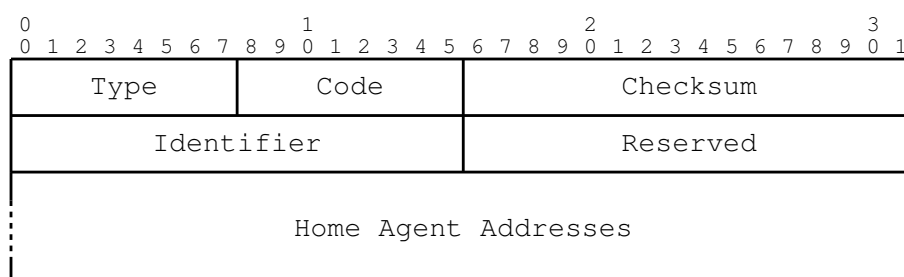 0 1 2 3
0 1 2 3 4 5 6 7 8 9 0 1 2 3 4 5 6 7 8 9 0 1 2 3 4 5 6 7 8 9 0 1
Type Code Checksum
Identifier Reserved
Home Agent Addresses